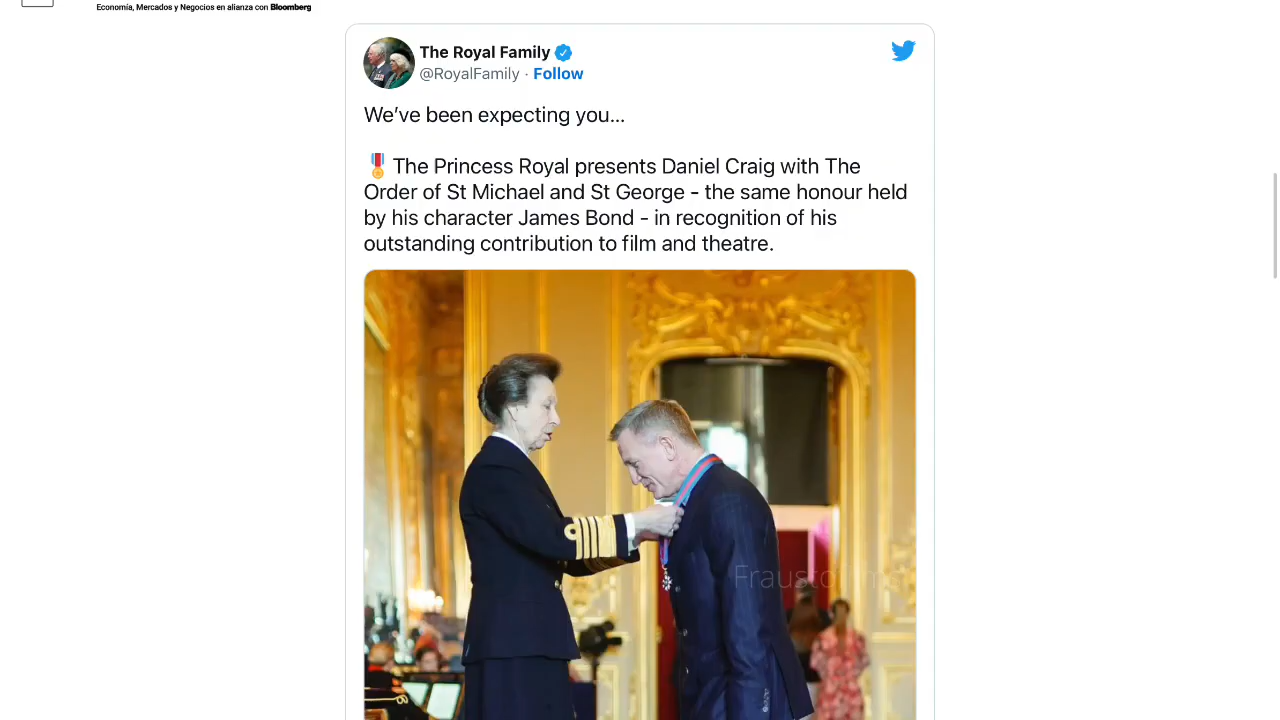 Economía, Mercados y Negocios en alianza con Bloomberg
The Royal Family
@RoyalFamily · Follow
We've been expecting you...
🎖️ The Princess Royal presents Daniel Craig with The
Order of St Michael and St George - the same honour held
by his character James Bond - in recognition of his
outstanding contribution to film and theatre.